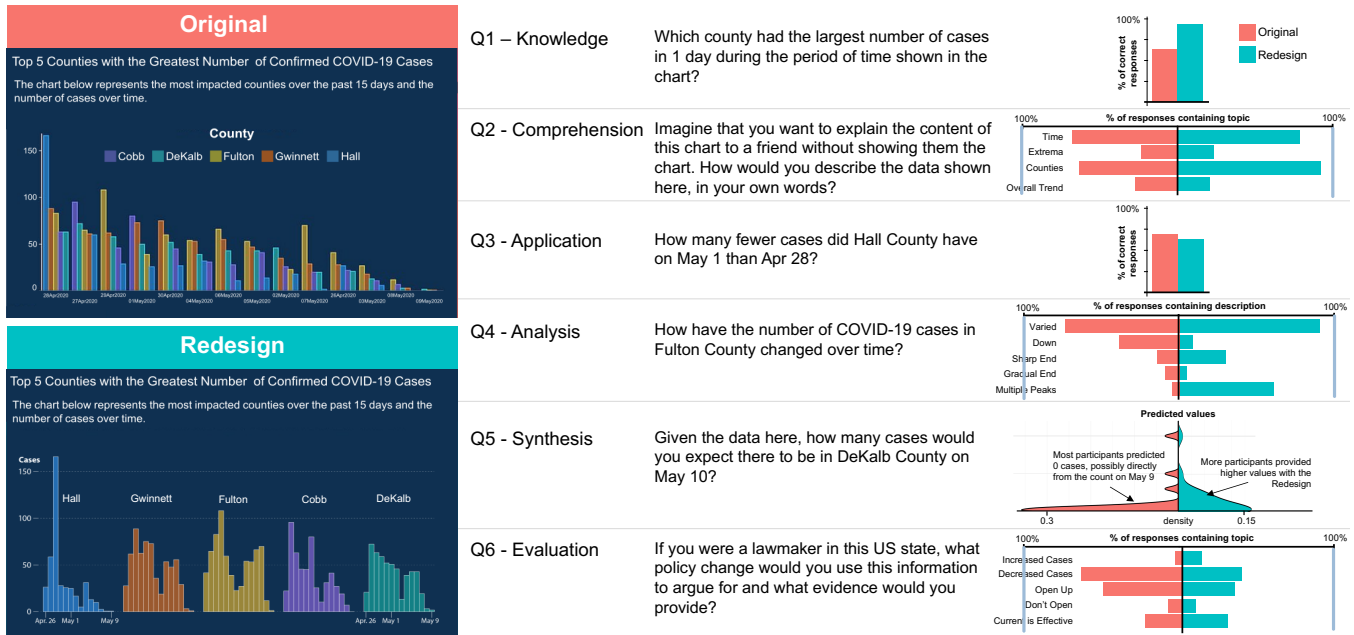 Original
Top 5 Counties with the Greatest Number of Confirmed COVID-19 Cases
The chart below represents the most impacted counties over the past 15 days and the
number of cases over time.
County
Cobb DeKalb Fulton Gwinnett Hall
150
100
50
0
28Apr2020 29Apr2020 30Apr2020 06May2020 02May2020 26Apr2020 08May2020
27Apr2020 01May2020 04May2020 05May2020 07May2020 03May2020 09May2020
Redesign
Top 5 Counties with the Greatest Number of Confirmed COVID-19 Cases
The chart below represents the most impacted counties over the past 15 days and the
number of cases over time.
Cases
150
Hall Gwinnett Fulton Cobb DeKalb
100
50
0
Apr. 26 May 1 May 9 Apr. 26 May 1 May 9
Q1 – Knowledge
Which county had the largest number of cases
in 1 day during the period of time shown in the
chart?
100%
% of correct
responses
Original
Redesign
Q2 - Comprehension
Imagine that you want to explain the content of
this chart to a friend without showing them the
chart. How would you describe the data shown
here, in your own words?
100% % of responses containing topic 100%
Time
Extrema
Counties
Overall Trend
Q3 - Application
How many fewer cases did Hall County have
on May 1 than Apr 28?
100%
% of correct
responses
Q4 - Analysis
How have the number of COVID-19 cases in
Fulton County changed over time?
100% % of responses containing description 100%
Varied
Down
Sharp End
Gradual End
Multiple Peaks
Q5 - Synthesis
Given the data here, how many cases would
you expect there to be in DeKalb County on
May 10?
Predicted values
Most participants predicted
0 cases, possibly directly
from the count on May 9
More participants provided
higher values with the
Redesign
0.3 density 0.15
Q6 - Evaluation
If you were a lawmaker in this US state, what
policy change would you use this information
to argue for and what evidence would you
provide?
100% % of responses containing topic 100%
Increased Cases
Decreased Cases
Open Up
Don't Open
Current is Effective